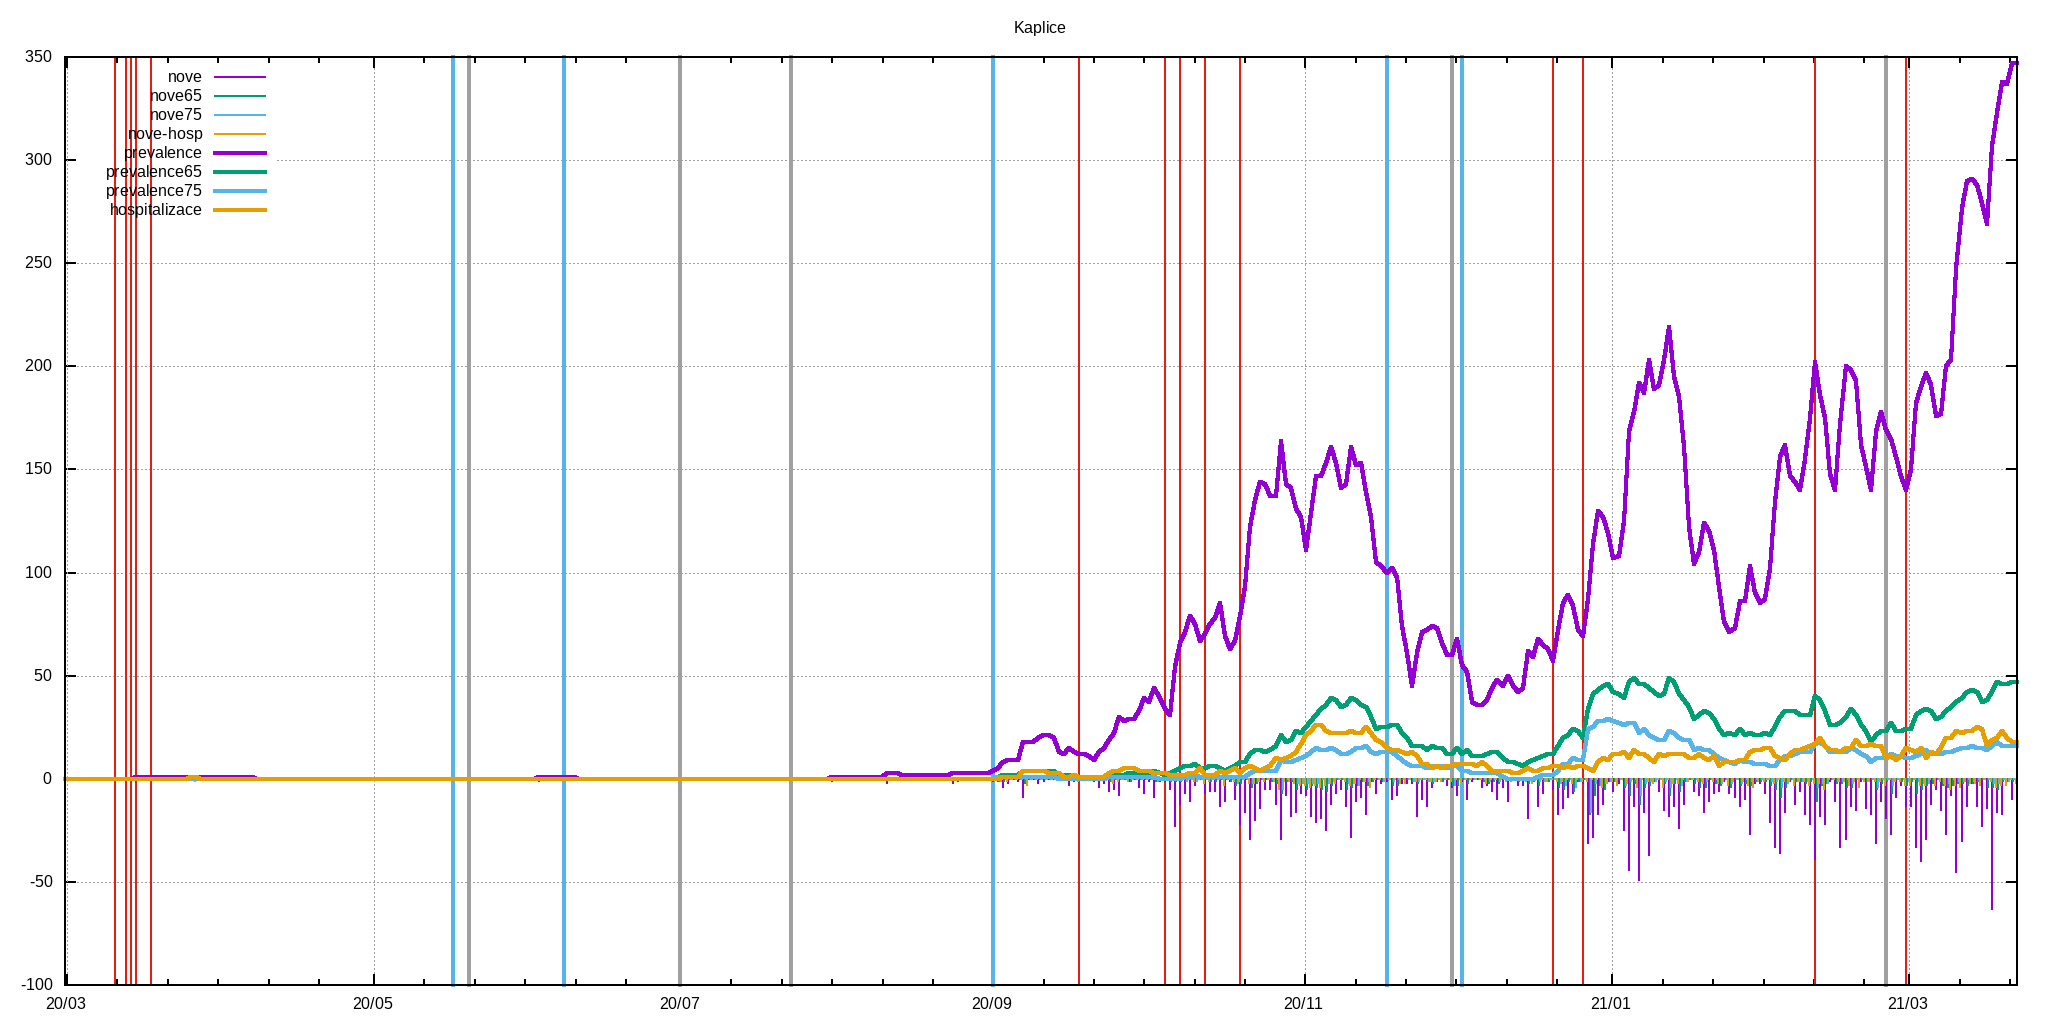 Kaplice
350
nove
nove65
nove75
nove-hosp
prevalence
prevalence65
prevalence75
hospitalizace
300
250
200
150
100
50
0
-50
-100
20/03 20/05 20/07 20/09 20/11 21/01 21/03